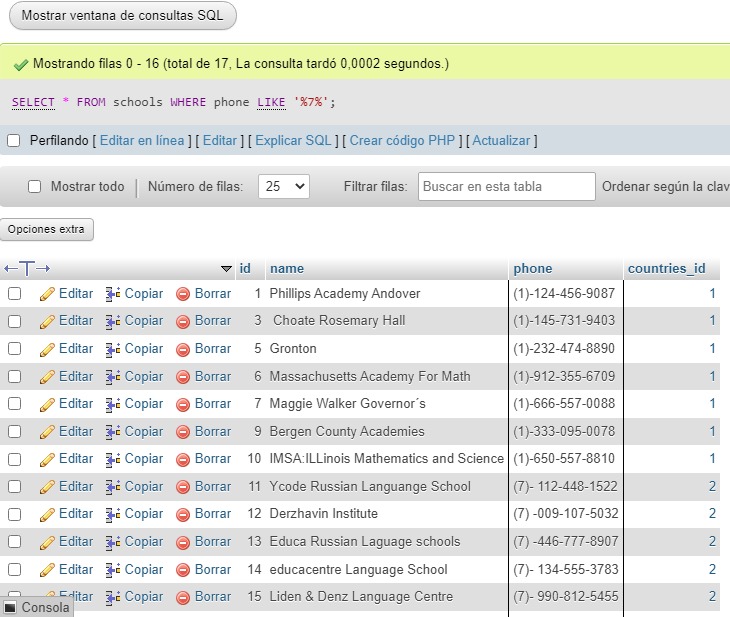 Mostrar ventana de consultas SQL
Mostrando filas 0 - 16 (total de 17, La consulta tardó 0,0002 segundos.)
SELECT * FROM schools WHERE phone LIKE '%7%';
Perfilando [ Editar en línea ] [ Editar ] [ Explicar SQL ] [ Crear código PHP ] [ Actualizar ]
Mostrar todo Número de filas: 25 Filtrar filas: Buscar en esta tabla Ordenar según la clav
Opciones extra
id name phone countries_id
Editar Copiar Borrar 1 Phillips Academy Andover (1)-124-456-9087 1
Editar Copiar Borrar 3 Choate Rosemary Hall (1)-145-731-9403 1
Editar Copiar Borrar 5 Gronton (1)-232-474-8890 1
Editar Copiar Borrar 6 Massachusetts Academy For Math (1)-912-355-6709 1
Editar Copiar Borrar 7 Maggie Walker Governor´s (1)-666-557-0088 1
Editar Copiar Borrar 9 Bergen County Academies (1)-333-095-0078 1
Editar Copiar Borrar 10 IMSA:ILLinois Mathematics and Science (1)-650-557-8810 1
Editar Copiar Borrar 11 Ycode Russian Languange School (7)- 112-448-1522 2
Editar Copiar Borrar 12 Derzhavin Institute (7) -009-107-5032 2
Editar Copiar Borrar 13 Educa Russian Laguage schools (7) -446-777-8907 2
Editar Copiar Borrar 14 educacentre Language School (7)- 134-555-3783 2
Editar Copiar Borrar 15 Liden & Denz Language Centre (7)- 990-812-5455 2
Consola